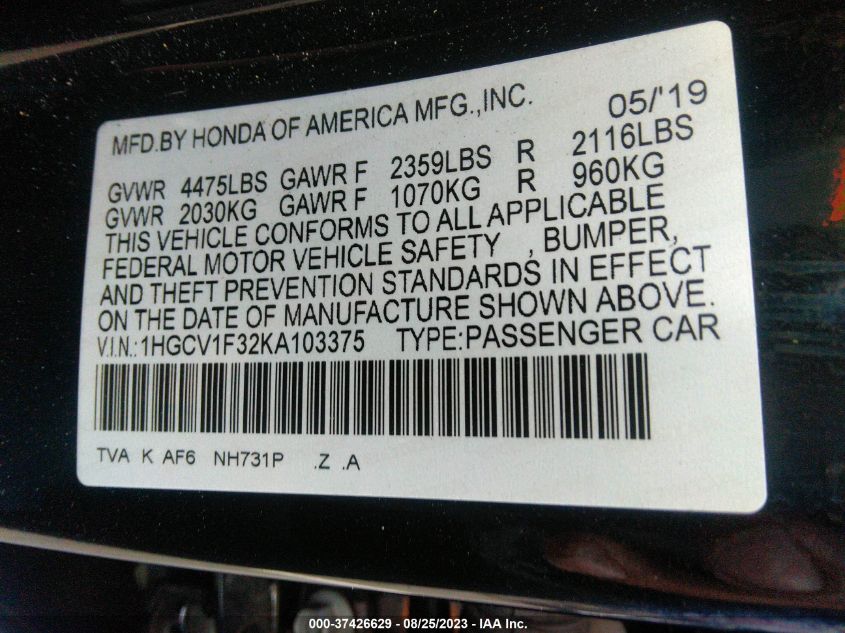 MFD.BY HONDA OF AMERICA MFG.,INC. 05/'19
GVWR 4475LBS GAWR F 2359LBS R 2116LBS
GVWR 2030KG GAWR F 1070KG R 960KG
THIS VEHICLE CONFORMS TO ALL APPLICABLE
FEDERAL MOTOR VEHICLE SAFETY , BUMPER,
AND THEFT PREVENTION STANDARDS IN EFFECT
ON THE DATE OF MANUFACTURE SHOWN ABOVE.
V.I.N.:1HGCV1F32KA103375 TYPE:PASSENGER CAR
TVA K AF6 NH731P .Z .A
000-37426629 - 08/25/2023 - IAA Inc.